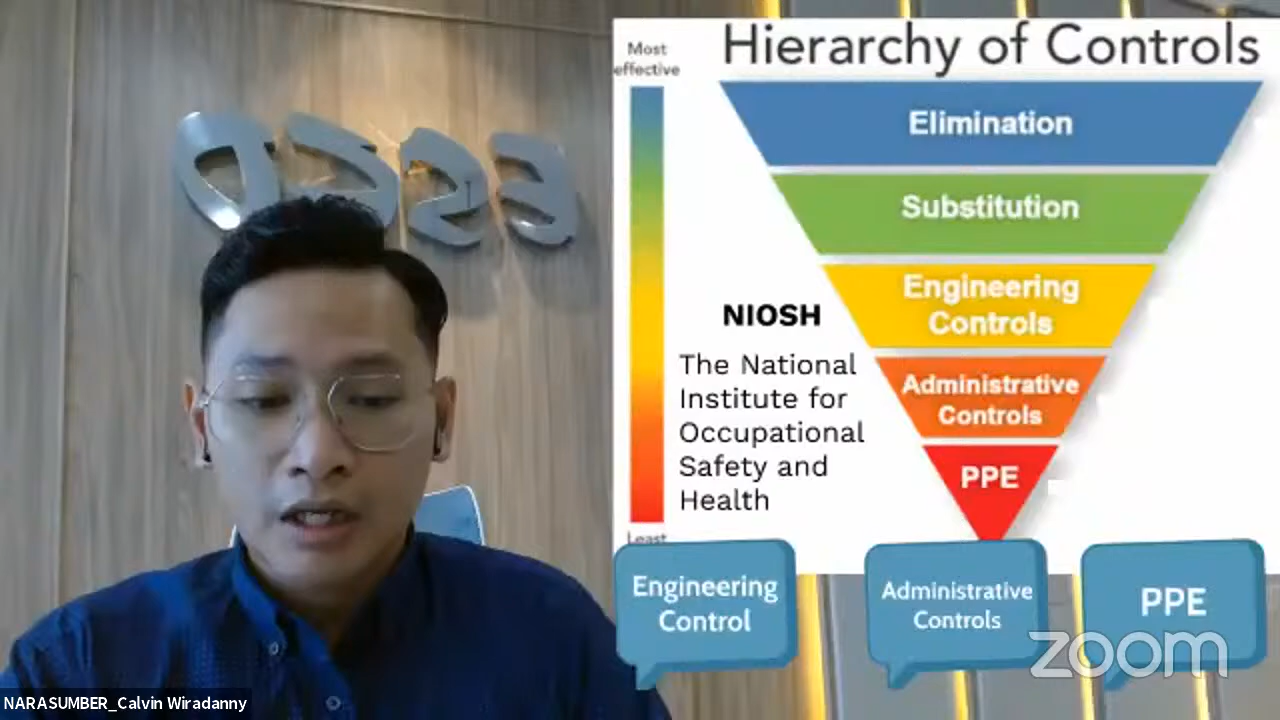 Hierarchy of Controls
Most
effective
Elimination
Substitution
Engineering
Controls
Administrative
Controls
PPE
NIOSH
The National
Institute for
Occupational
Safety and
Health
Least
Engineering
Control
Administrative
Controls
PPE
zoom
NARASUMBER_Calvin Wiradanny